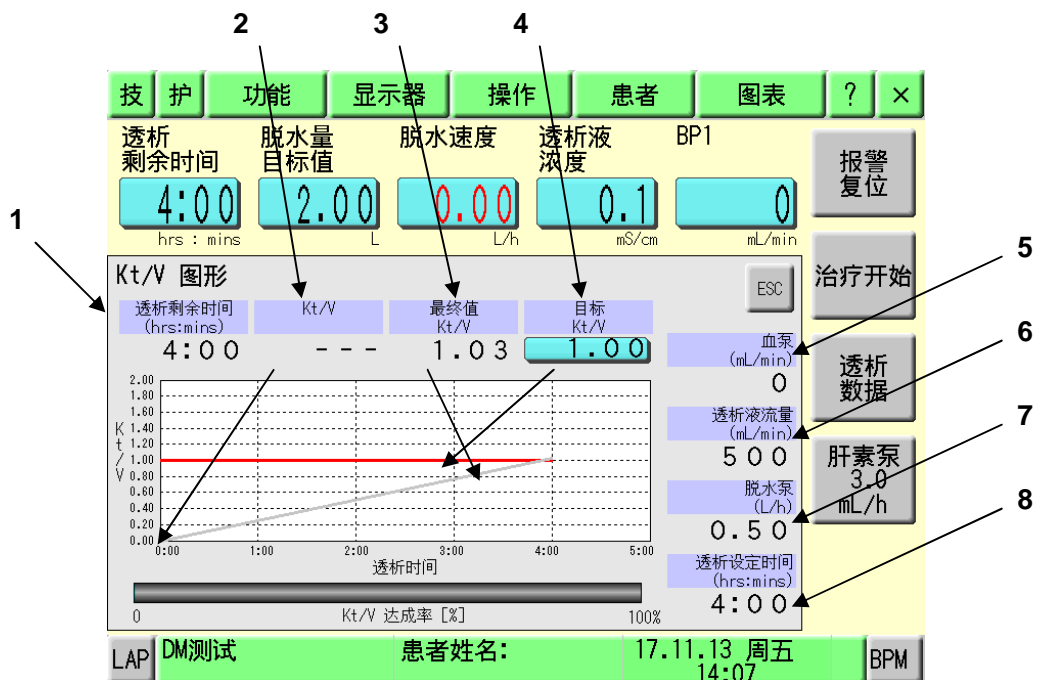 2 3 4
技 护 功能 显示器 操作 患者 图表 ? ×
透析 脱水量 脱水速度 透析液 BP1
剩余时间 目标值 浓度
报警
复位
4:00 2.00 0.00 0.1 0
hrs : mins L L/h mS/cm mL/min
1
5
Kt/V 图形
ESC
治疗开始
透析剩余时间 Kt/V 最终值 目标
(hrs:mins) Kt/V Kt/V
4:00 --- 1.03 1.00
6
血泵
(mL/min)
0
透析
数据
2.00
1.80
1.60
1.40
1.20
1.00
0.80
0.60
0.40
0.20
0.00
Kt/V
0:00 1:00 2:00 3:00 4:00 5:00
透析时间
7
透析液流量
(mL/min)
500
肝素泵
3.0
mL/h
8
脱水泵
(L/h)
0.50
透析设定时间
(hrs:mins)
4:00
0 Kt/V 达成率 [%] 100%
LAP DM测试 患者姓名: 17.11.13 周五 BPM
14:07